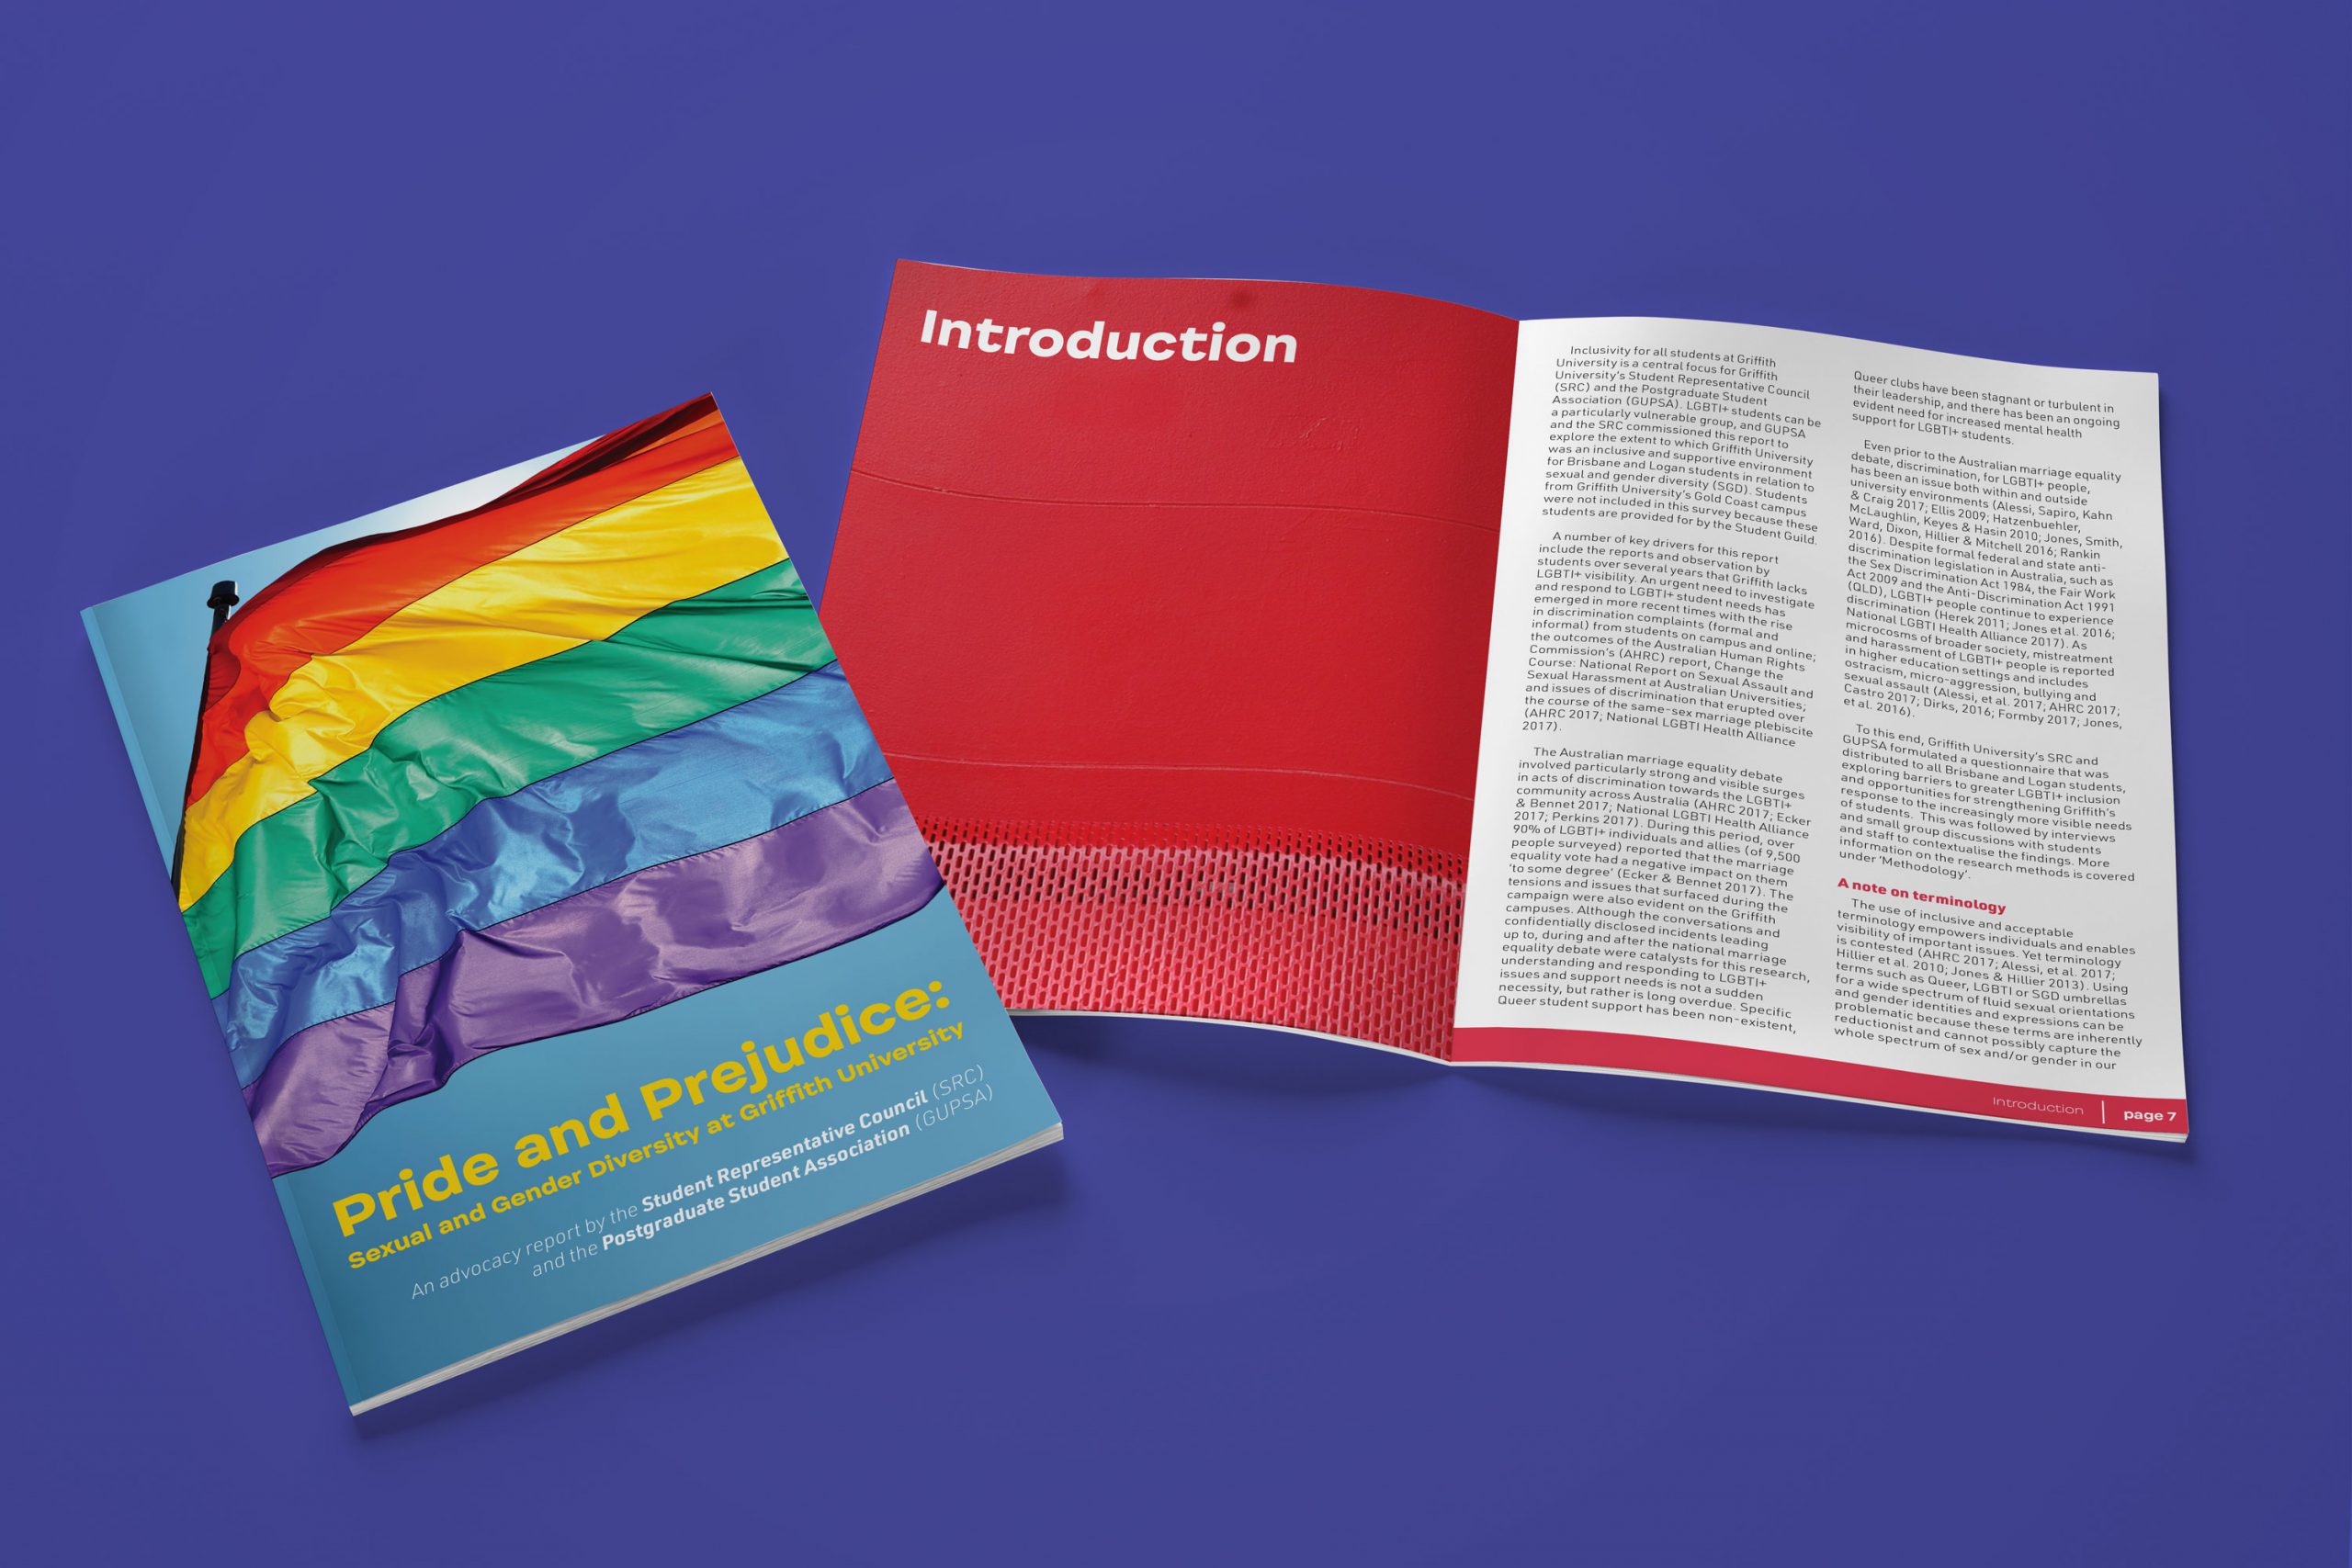 Pride and Prejudice:
Sexual and Gender Diversity at Griffith University
An advocacy report by the Student Representative Council (SRC)
and the Postgraduate Student Association (GUPSA)
Introduction
Inclusivity for all students at Griffith
University is a central focus for Griffith
University's Student Representative Council
(SRC) and the Postgraduate Student
Association (GUPSA). LGBTI+ students can be
a particularly vulnerable group, and GUPSA
and the SRC commissioned this report to
explore the extent to which Griffith University
was an inclusive and supportive environment
for Brisbane and Logan students in relation to
sexual and gender diversity (SGD). Students
from Griffith University's Gold Coast campus
were not included in this survey because these
students are provided for by the Student Guild.
A number of key drivers for this report
include the reports and observation by
students over several years that Griffith lacks
LGBTI+ visibility. An urgent need to investigate
and respond to LGBTI+ student needs has
emerged in more recent times with the rise
in discrimination complaints (formal and
informal) from students on campus and online;
the outcomes of the Australian Human Rights
Commission's (AHRC) report, Change the
Course: National Report on Sexual Assault and
Sexual Harassment at Australian Universities;
and issues of discrimination that erupted over
the course of the same-sex marriage plebiscite
(AHRC 2017; National LGBTI Health Alliance
2017).
The Australian marriage equality debate
involved particularly strong and visible surges
in acts of discrimination towards the LGBTI+
community across Australia (AHRC 2017; Ecker
& Bennet 2017; National LGBTI Health Alliance
2017; Perkins 2017). During this period, over
90% of LGBTI+ individuals and allies (of 9,500
people surveyed) reported that the marriage
equality vote had a negative impact on them
'to some degree' (Ecker & Bennet 2017). The
tensions and issues that surfaced during the
campaign were also evident on the Griffith
campuses. Although the conversations and
confidentially disclosed incidents leading
up to, during and after the national marriage
equality debate were catalysts for this research,
understanding and responding to LGBTI+
issues and support needs is not a sudden
necessity, but rather is long overdue. Specific
Queer student support has been non-existent,
Queer clubs have been stagnant or turbulent in
their leadership, and there has been an ongoing
evident need for increased mental health
support for LGBTI+ students.
Even prior to the Australian marriage equality
debate, discrimination, for LGBTI+ people,
has been an issue both within and outside
university environments (Alessi, Sapiro, Kahn
& Craig 2017; Ellis 2009; Hatzenbuehler,
McLaughlin, Keyes & Hasin 2010; Jones, Smith,
Ward, Dixon, Hillier & Mitchell 2016; Rankin
2016). Despite formal federal and state anti-
discrimination legislation in Australia, such as
the Sex Discrimination Act 1984, the Fair Work
Act 2009 and the Anti-Discrimination Act 1991
(QLD), LGBTI+ people continue to experience
discrimination (Herek 2011; Jones et al. 2016;
National LGBTI Health Alliance 2017). As
microcosms of broader society, mistreatment
and harassment of LGBTI+ people is reported
in higher education settings and includes
ostracism, micro-aggression, bullying and
sexual assault (Alessi, et al. 2017; AHRC 2017;
Castro 2017; Dirks, 2016; Formby 2017; Jones,
et al. 2016).
To this end, Griffith University's SRC and
GUPSA formulated a questionnaire that was
distributed to all Brisbane and Logan students,
exploring barriers to greater LGBTI+ inclusion
and opportunities for strengthening Griffith's
response to the increasingly more visible needs
of students. This was followed by interviews
and small group discussions with students
and staff to contextualise the findings. More
information on the research methods is covered
under 'Methodology'.
A note on terminology
The use of inclusive and acceptable
terminology empowers individuals and enables
visibility of important issues. Yet terminology
is contested (AHRC 2017; Alessi, et al. 2017;
Hillier et al. 2010; Jones & Hillier 2013). Using
terms such as Queer, LGBTI or SGD umbrellas
for a wide spectrum of fluid sexual orientations
and gender identities and expressions can be
problematic because these terms are inherently
reductionist and cannot possibly capture the
whole spectrum of sex and/or gender in our
Introduction | page 7